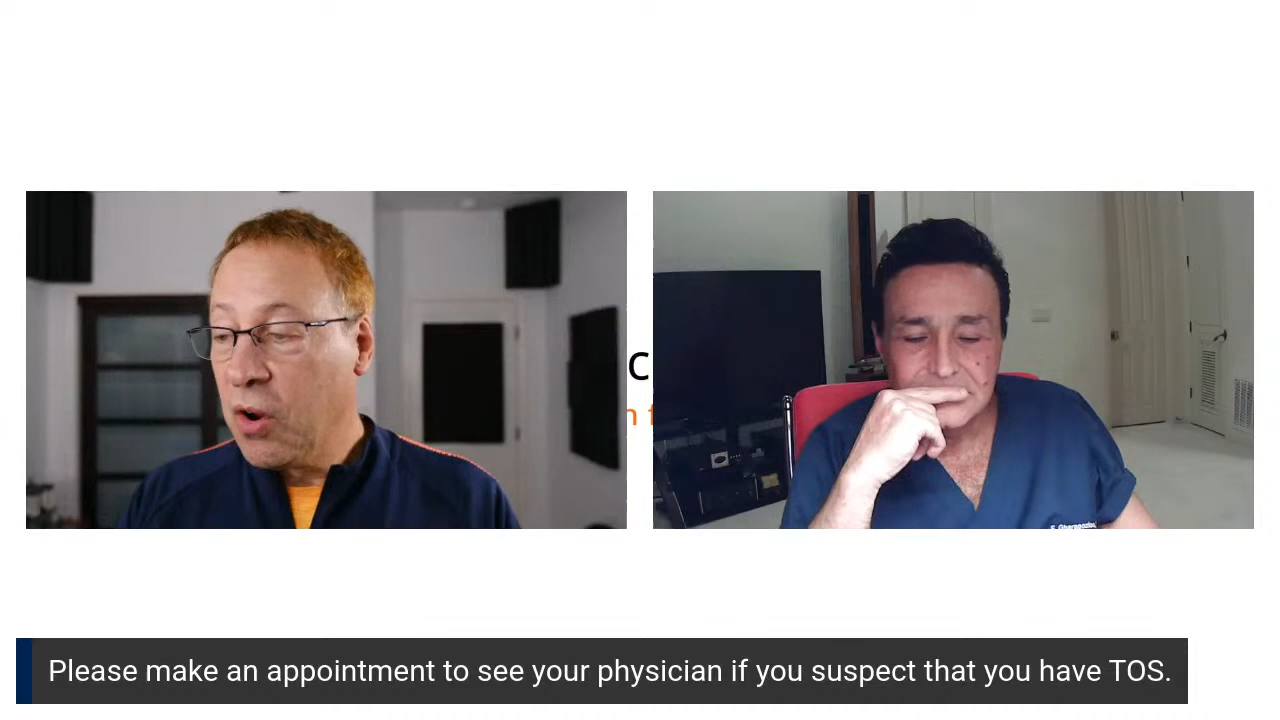 C
n f
Please make an appointment to see your physician if you suspect that you have TOS.